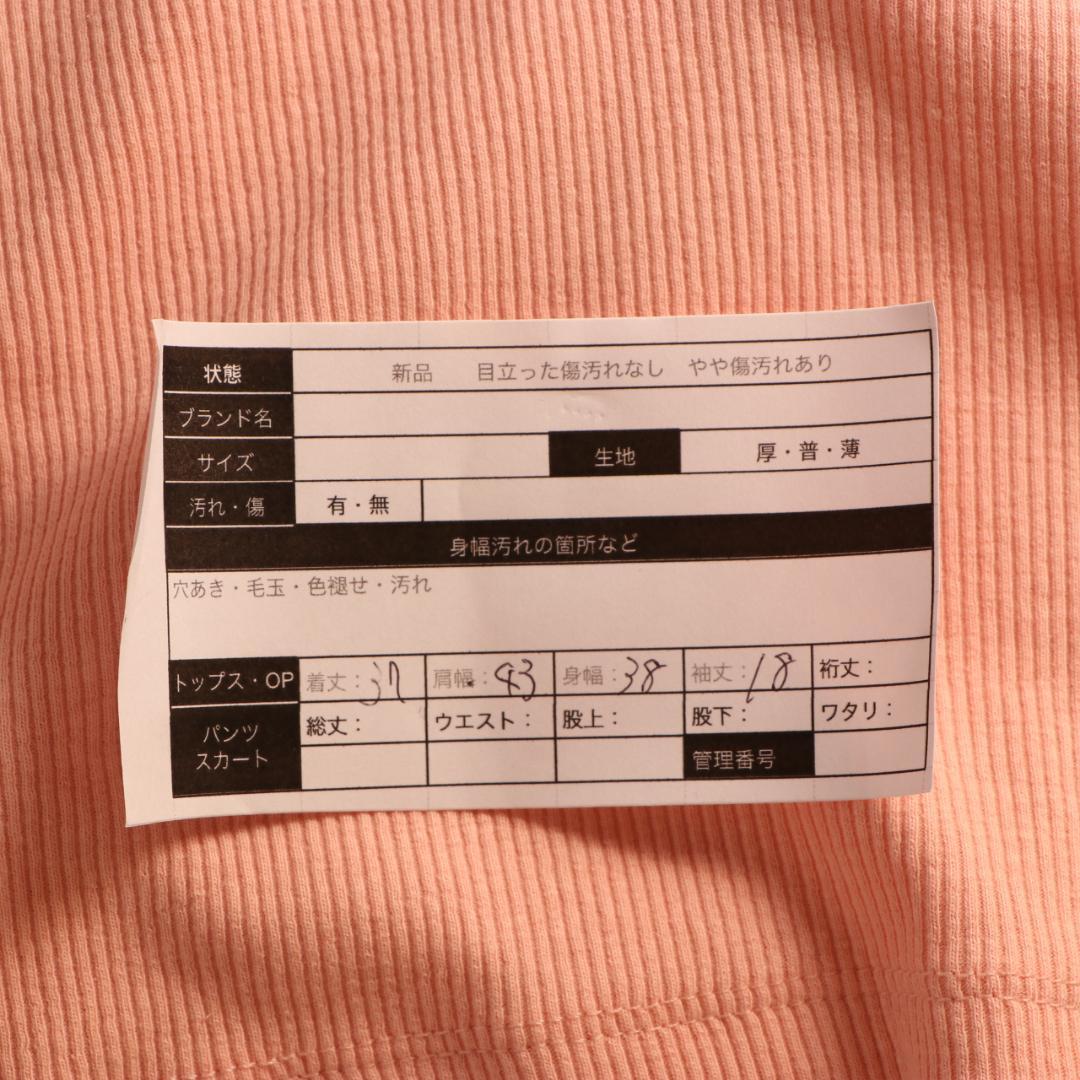 状態 新品 目立った傷汚れなし やや傷汚れあり
ブランド名
サイズ 生地 厚・普・薄
汚れ・傷 有・無
身幅汚れの箇所など
穴あき・毛玉・色褪せ・汚れ
トップス・OP 着丈：37 肩幅：43 身幅：38 袖丈：18 裄丈：
パンツ スカート 総丈： ウエスト： 股上： 股下： ワタリ：
管理番号